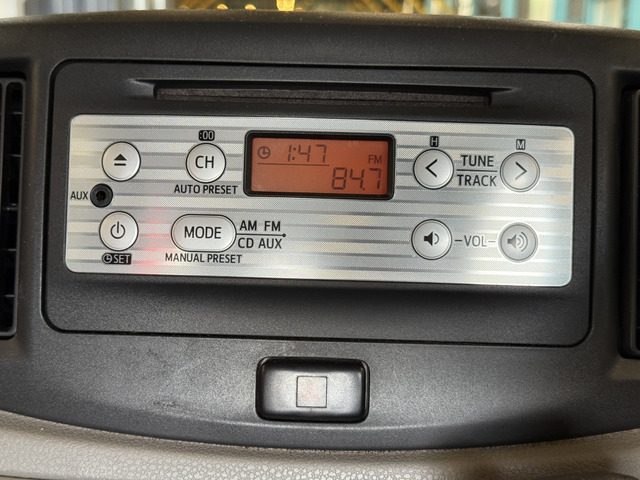 :00
H
M
1:47
FM
84.7
CH
AUTO PRESET
TUNE
TRACK
AUX
MODE
AM FM
CD AUX
-VOL-
SET
MANUAL PRESET